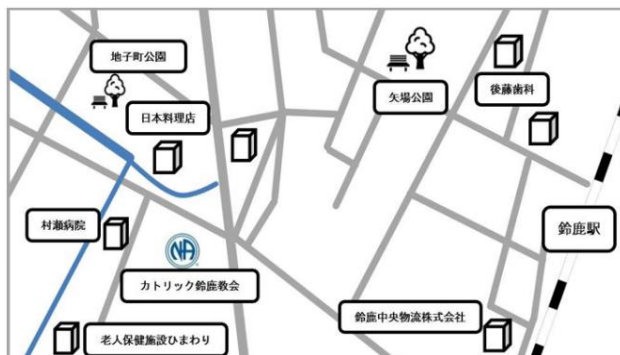 地子町公園
矢場公園
後藤歯科
日本料理店
村瀬病院
鈴鹿駅
NA
カトリック鈴鹿教会
鈴鹿中央物流株式会社
老人保健施設ひまわり